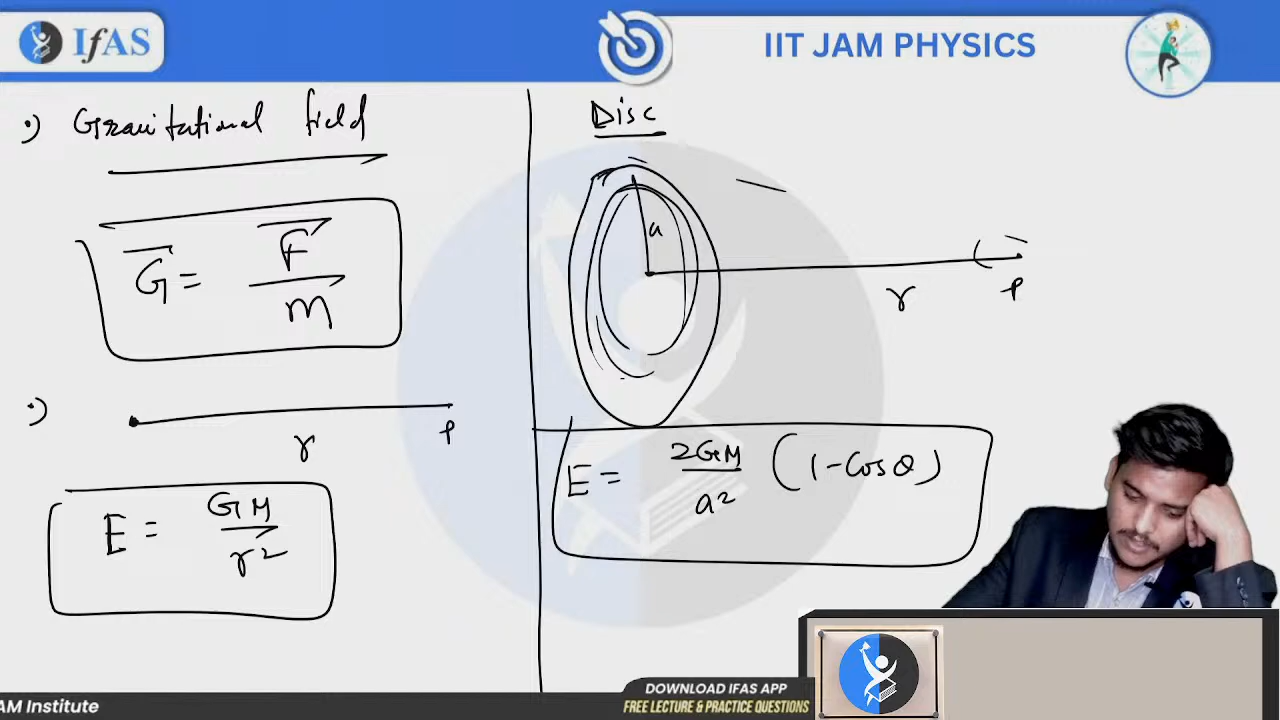 IfAS
IIT JAM PHYSICS
•) Gravitational field
G⃗ = F⃗ / m
•)
r
P
E = GM / r²
Disc
a
r
P
E = 2GM / a² (1 - Cos θ)
AM Institute
DOWNLOAD IFAS APP
FREE LECTURE & PRACTICE QUESTIONS